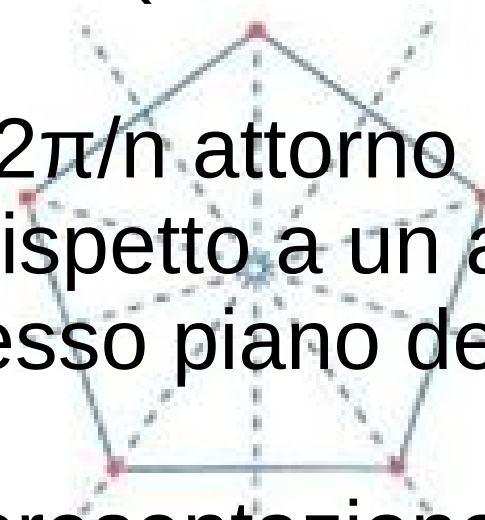 2π/n attorno
ispetto a un a
esso piano de